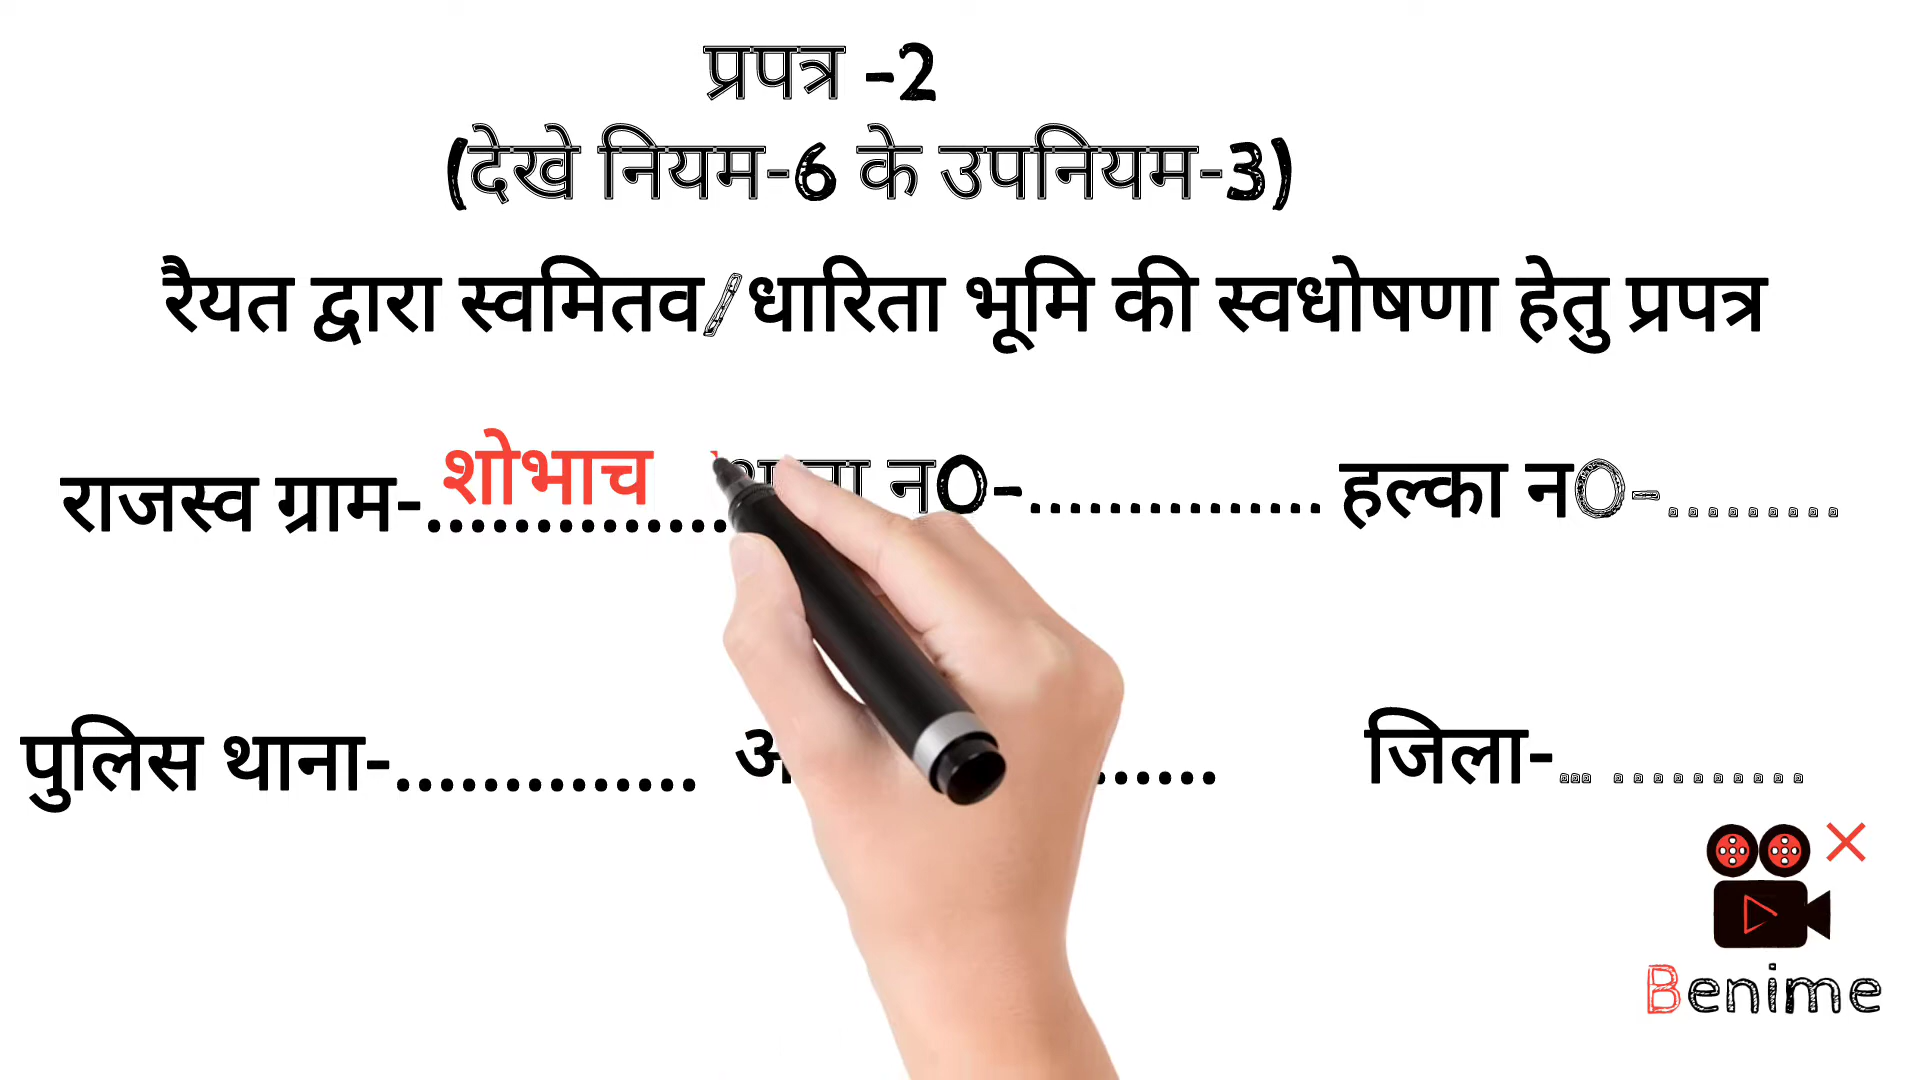 प्रपत्र -2
(देखे नियम-6 के उपनियम-3)
रैयत द्वारा स्वमितव/धारिता भूमि की स्वधोषणा हेतु प्रपत्र
राजस्व ग्राम-.............. शोभाच नO-............... हल्का नO-.........
पुलिस थाना-.............. जिला-... ..........
Benime